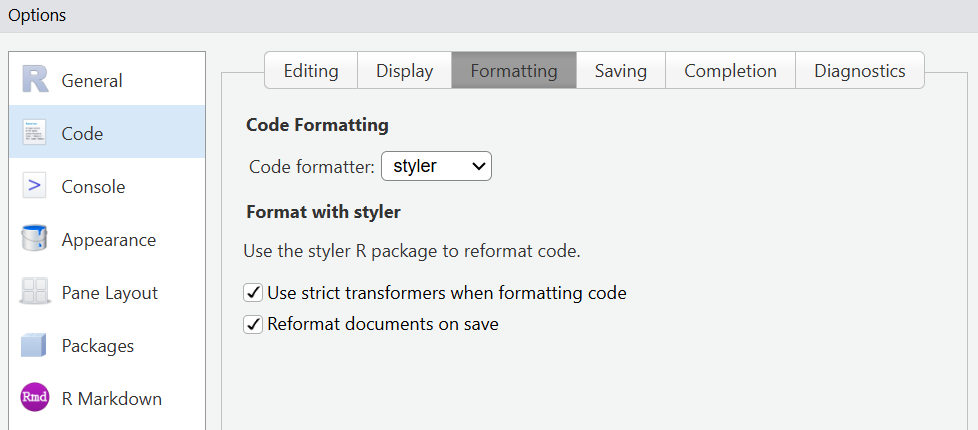 Options
General
Code
Console
Appearance
Pane Layout
Packages
Rmd R Markdown
Editing Display Formatting Saving Completion Diagnostics
Code Formatting
Code formatter: styler
Format with styler
Use the styler R package to reformat code.
Use strict transformers when formatting code
Reformat documents on save